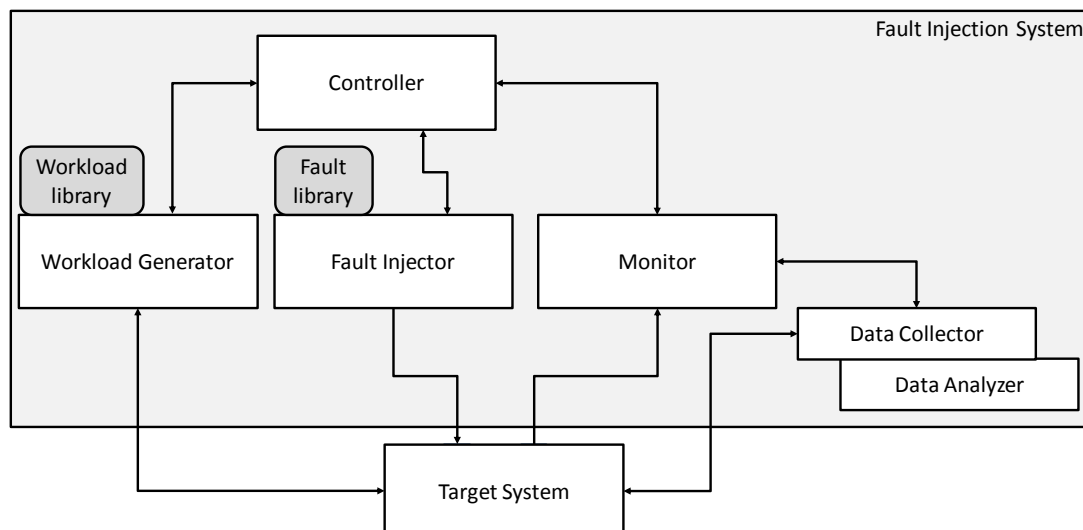 Fault Injection System
Controller
Workload
library
Fault
library
Workload Generator
Fault Injector
Monitor
Data Collector
Data Analyzer
Target System